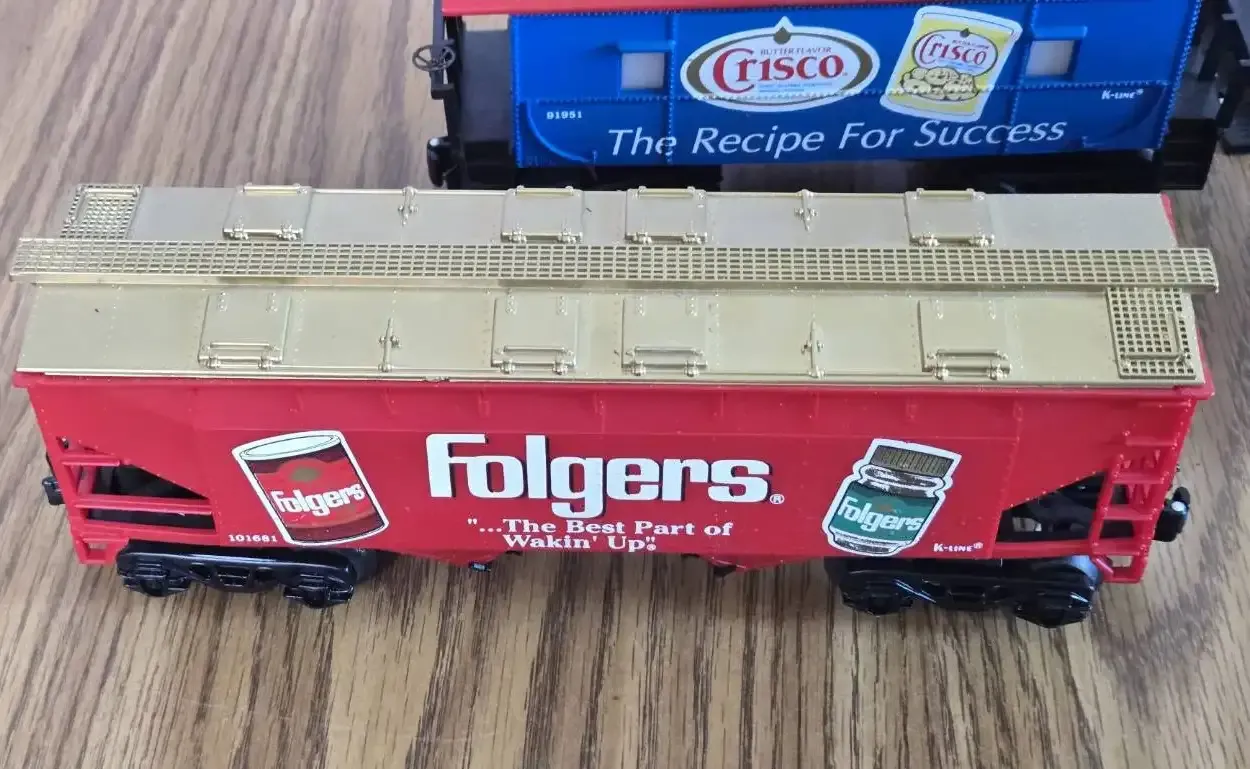 BUTTER FLAVOR
Crisco®
Crisco
K-LINE®
91951
The Recipe For Success
Folgers®
Folgers
Folgers
"...The Best Part of
Wakin' Up"®
101681
K-LINE®